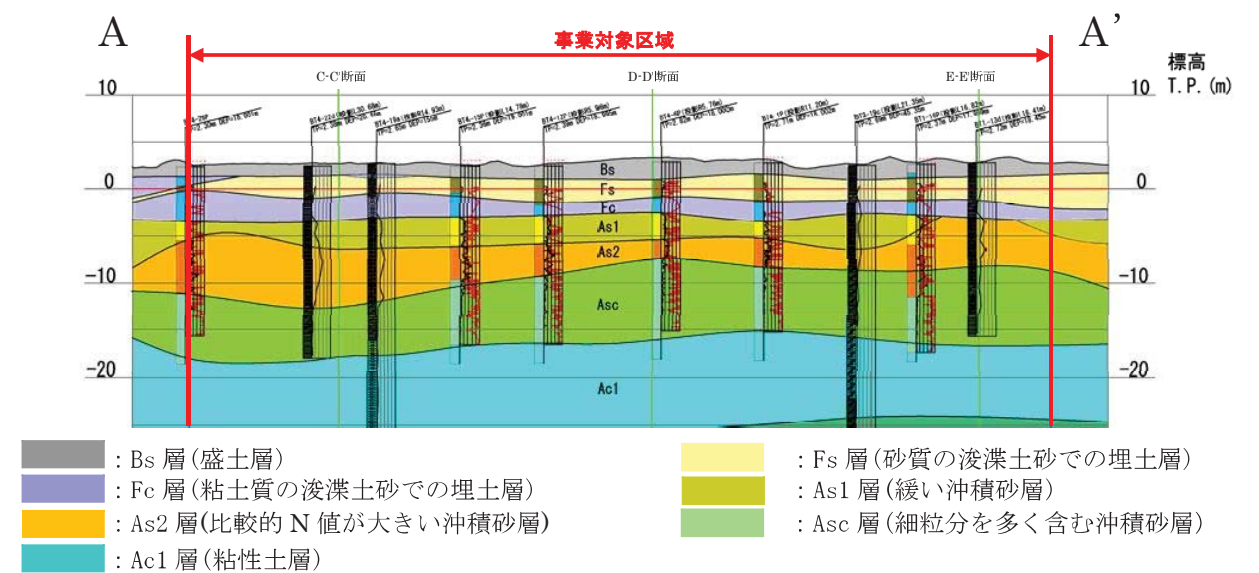 A
A’
事業対象区域
標高
T.P.(m)
C-C'断面
D-D'断面
E-E'断面
10
10
Bs
0
Fs
0
Fc
As1
As2
-10
-10
Asc
-20
-20
Ac1
：Bs 層(盛土層)
：Fs 層(砂質の浚渫土砂での埋土層)
：Fc 層(粘土質の浚渫土砂での埋土層)
：As1 層(緩い沖積砂層)
：As2 層(比較的 N 値が大きい沖積砂層)
：Asc 層(細粒分を多く含む沖積砂層)
：Ac1 層(粘性土層)